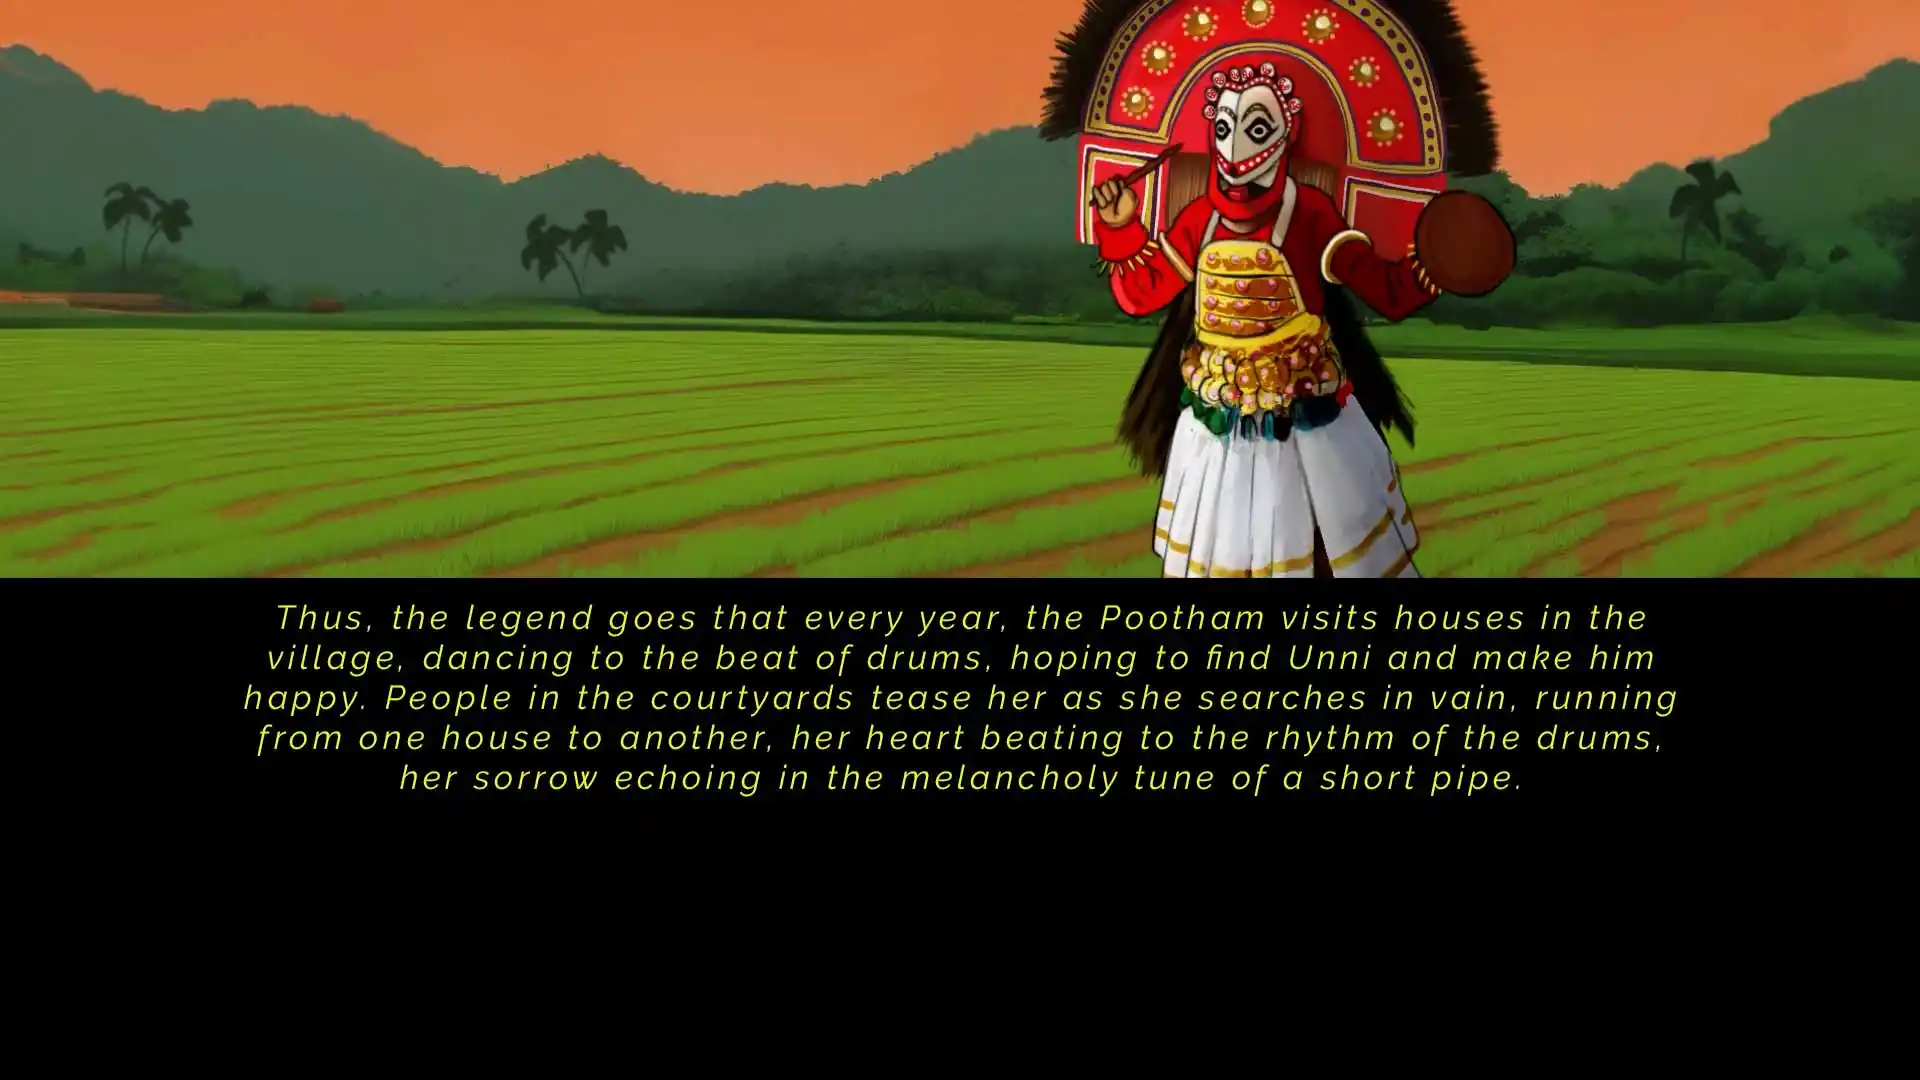 Thus, the legend goes that every year, the Pootham visits houses in the
village, dancing to the beat of drums, hoping to find Unni and make him
happy. People in the courtyards tease her as she searches in vain, running
from one house to another, her heart beating to the rhythm of the drums,
her sorrow echoing in the melancholy tune of a short pipe.